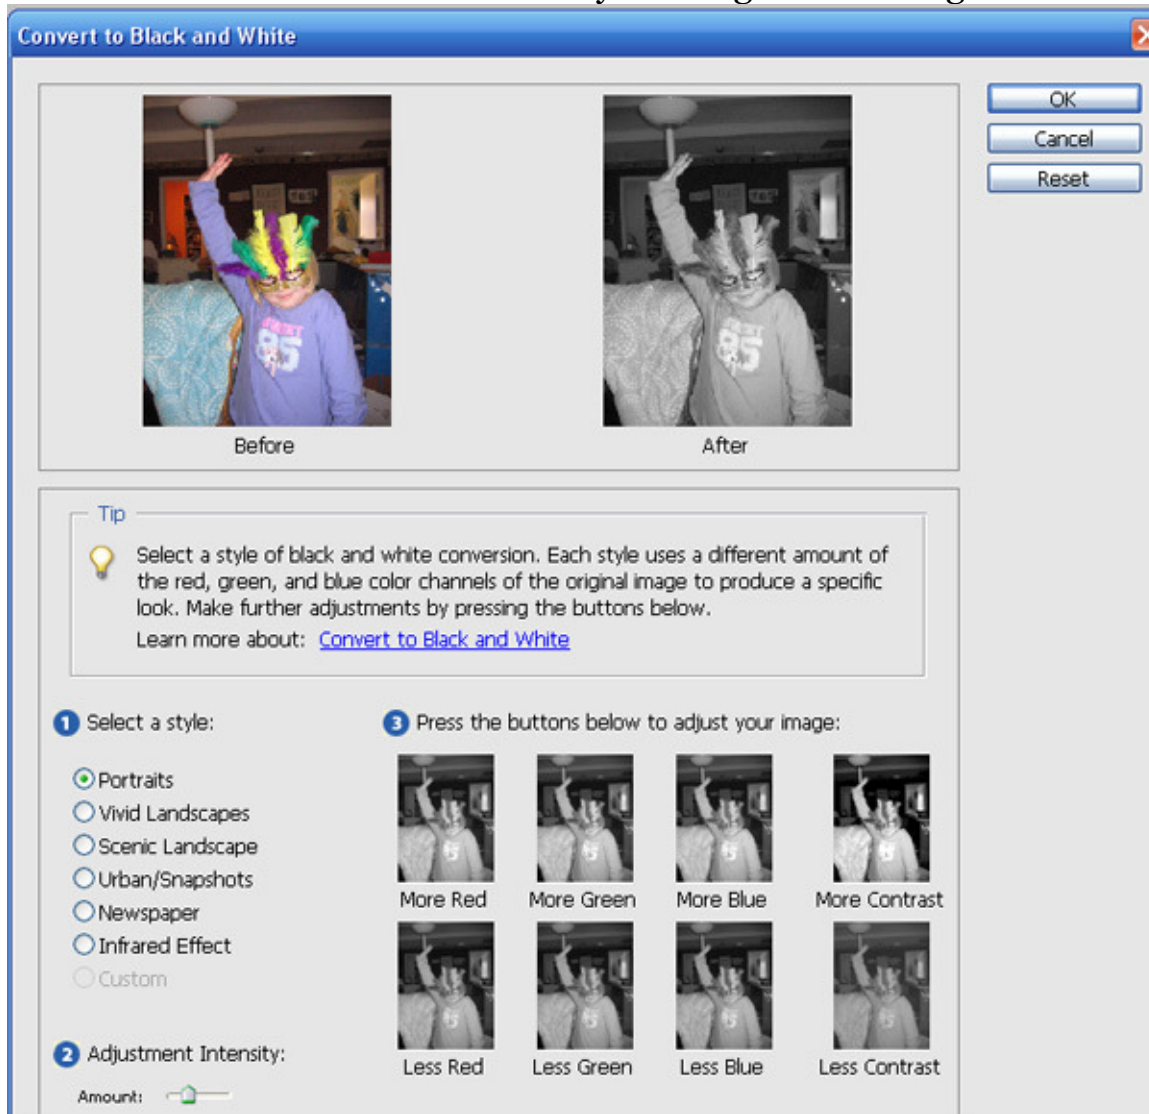 Convert to Black and White
OK
Cancel
Reset
85
Before
After
Tip
Select a style of black and white conversion. Each style uses a different amount of
the red, green, and blue color channels of the original image to produce a specific
look. Make further adjustments by pressing the buttons below.
Learn more about: Convert to Black and White
1 Select a style:
Portraits
Vivid Landscapes
Scenic Landscape
Urban/Snapshots
Newspaper
Infrared Effect
Custom
2 Adjustment Intensity:
Amount:
3 Press the buttons below to adjust your image:
More Red More Green More Blue More Contrast
Less Red Less Green Less Blue Less Contrast